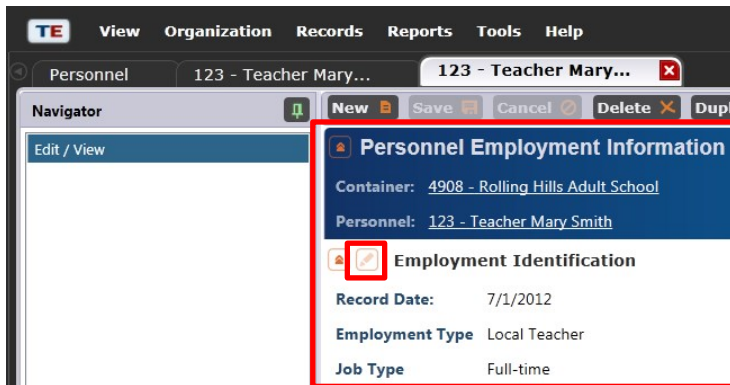 TE View Organization Records Reports Tools Help
Personnel 123 - Teacher Mary... 123 - Teacher Mary...
Navigator New Save Cancel Delete Dupl
Edit / View
Personnel Employment Information
Container: 4908 - Rolling Hills Adult School
Personnel: 123 - Teacher Mary Smith
Employment Identification
Record Date: 7/1/2012
Employment Type Local Teacher
Job Type Full-time